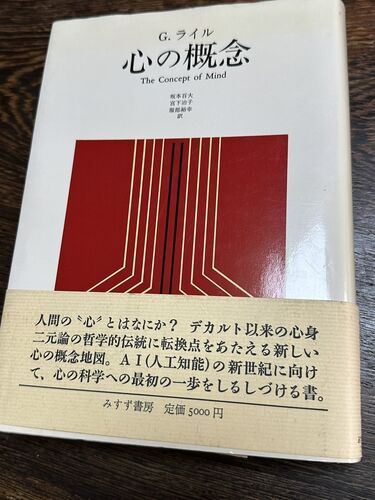 G. ライル
心の概念
The Concept of Mind
坂本百大
宮下治子
服部裕幸
訳
人間の〝心〟とはなにか? デカルト以来の心身
二元論の哲学的伝統に転換点をあたえる新しい
心の概念地図。AI(人工知能)の新世紀に向け
て、心の科学への最初の一歩をしるしづける書。
みすず書房 定価5000円